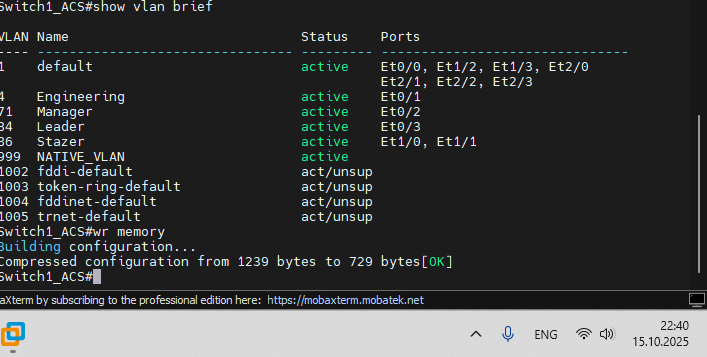 Switch1_ACS#show vlan brief
VLAN Name Status Ports
---- -------------------------------- --------- -------------------------------
1 default active Et0/0, Et1/2, Et1/3, Et2/0
Et2/1, Et2/2, Et2/3
4 Engineering active Et0/1
71 Manager active Et0/2
84 Leader active Et0/3
86 Stazer active Et1/0, Et1/1
999 NATIVE_VLAN active
1002 fddi-default act/unsup
1003 token-ring-default act/unsup
1004 fddinet-default act/unsup
1005 trnet-default act/unsup
Switch1_ACS#wr memory
Building configuration...
Compressed configuration from 1239 bytes to 729 bytes[OK]
Switch1_ACS#
aXterm by subscribing to the professional edition here: https://mobaxterm.mobatek.net
ENG
22:40
15.10.2025